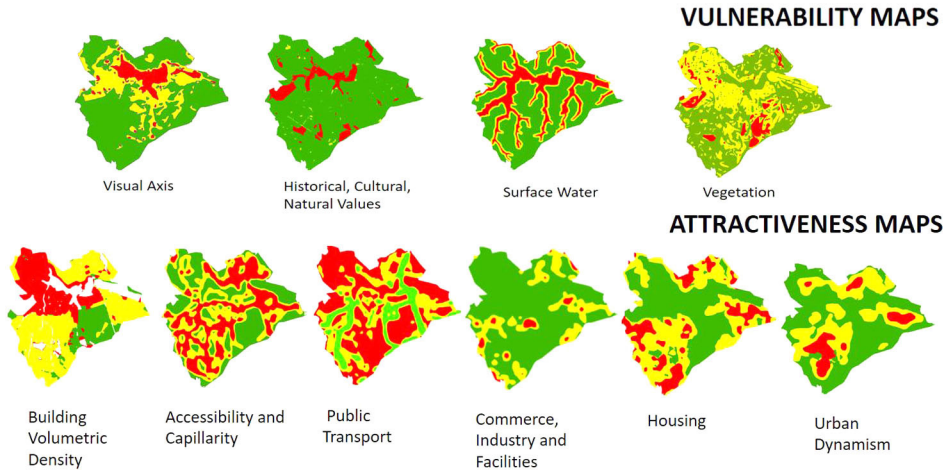 VULNERABILITY MAPS
Visual Axis
Historical, Cultural,
Natural Values
Surface Water
Vegetation
ATTRACTIVENESS MAPS
Building
Volumetric
Density
Accessibility and
Capillarity
Public
Transport
Commerce,
Industry and
Facilities
Housing
Urban
Dynamism